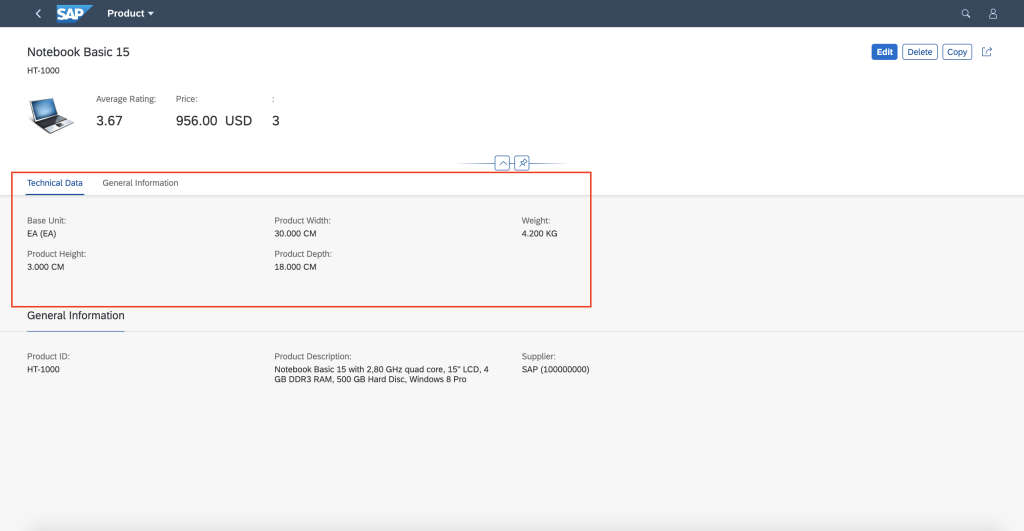 SAP Product
Notebook Basic 15
Edit Delete Copy
HT-1000
Average Rating: Price: :
3.67 956.00 USD 3
Technical Data General Information
Base Unit: Product Width: Weight:
EA (EA) 30.000 CM 4.200 KG
Product Height: Product Depth:
3.000 CM 18.000 CM
General Information
Product ID: Product Description: Supplier:
HT-1000 Notebook Basic 15 with 2,80 GHz quad core, 15" LCD, 4 SAP (100000000)
GB DDR3 RAM, 500 GB Hard Disc, Windows 8 Pro